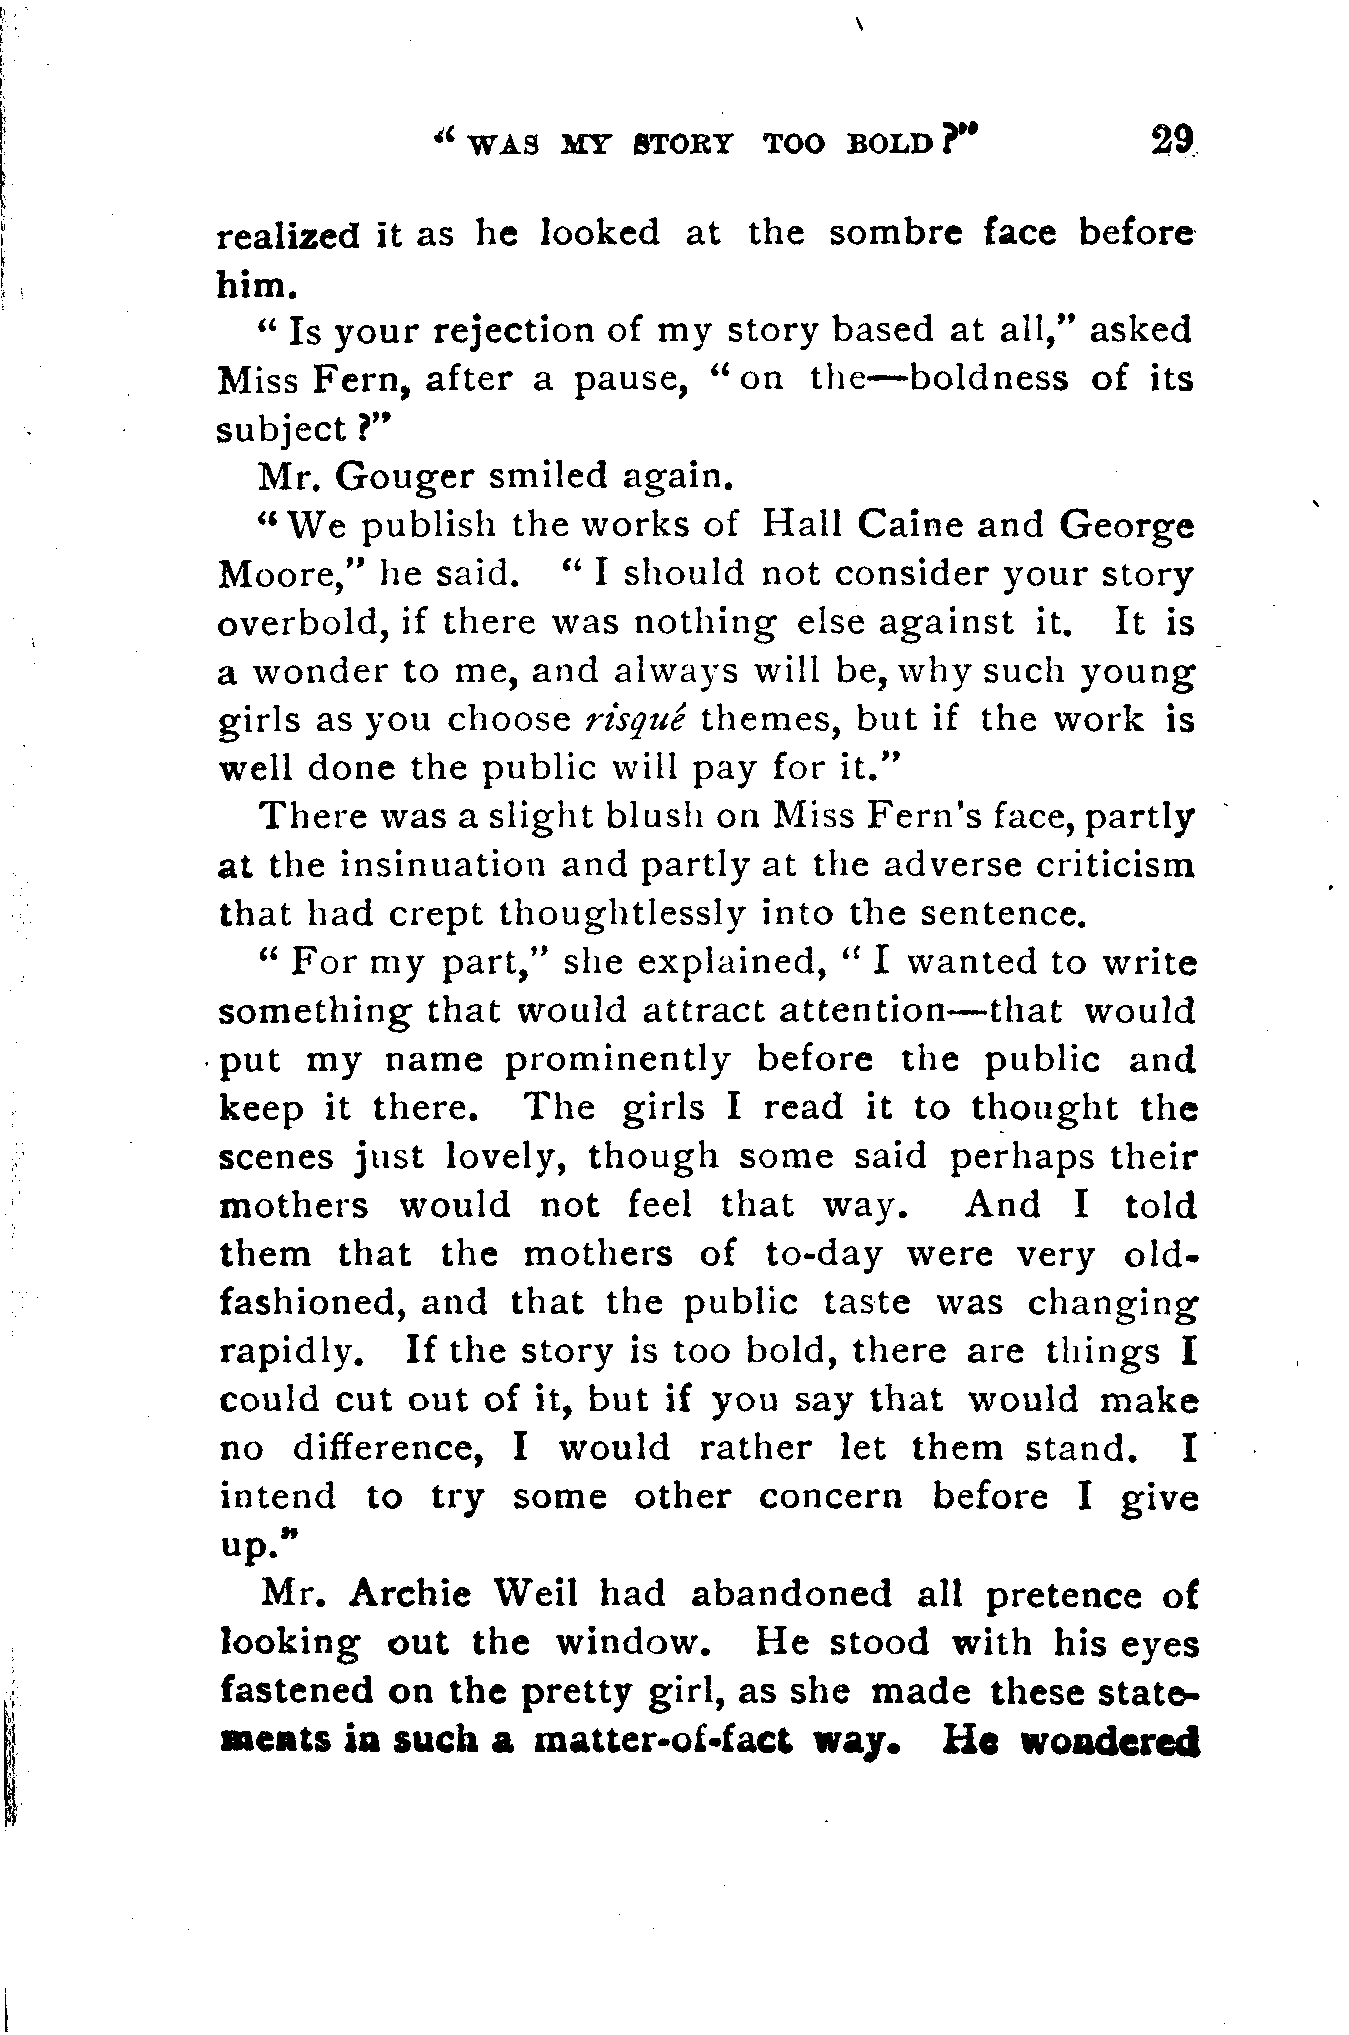 “ WAS MY STORY TOO BOLD ?” 29
realized it as he looked at the sombre face before
him.
“ Is your rejection of my story based at all,” asked
Miss Fern, after a pause, “ on the—boldness of its
subject ?”
Mr. Gouger smiled again.
“ We publish the works of Hall Caine and George
Moore,” he said. “ I should not consider your story
overbold, if there was nothing else against it. It is
a wonder to me, and always will be, why such young
girls as you choose risqué themes, but if the work is
well done the public will pay for it.”
There was a slight blush on Miss Fern's face, partly
at the insinuation and partly at the adverse criticism
that had crept thoughtlessly into the sentence.
“ For my part,” she explained, “ I wanted to write
something that would attract attention—that would
put my name prominently before the public and
keep it there. The girls I read it to thought the
scenes just lovely, though some said perhaps their
mothers would not feel that way. And I told
them that the mothers of to-day were very old-
fashioned, and that the public taste was changing
rapidly. If the story is too bold, there are things I
could cut out of it, but if you say that would make
no difference, I would rather let them stand. I
intend to try some other concern before I give
up.”
Mr. Archie Weil had abandoned all pretence of
looking out the window. He stood with his eyes
fastened on the pretty girl, as she made these state-
ments in such a matter-of-fact way. He wondered